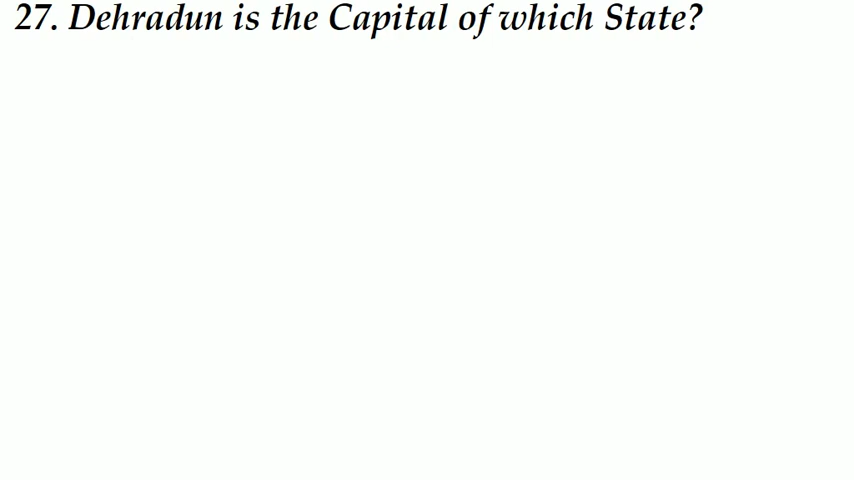 27. Dehradun is the Capital of which State?